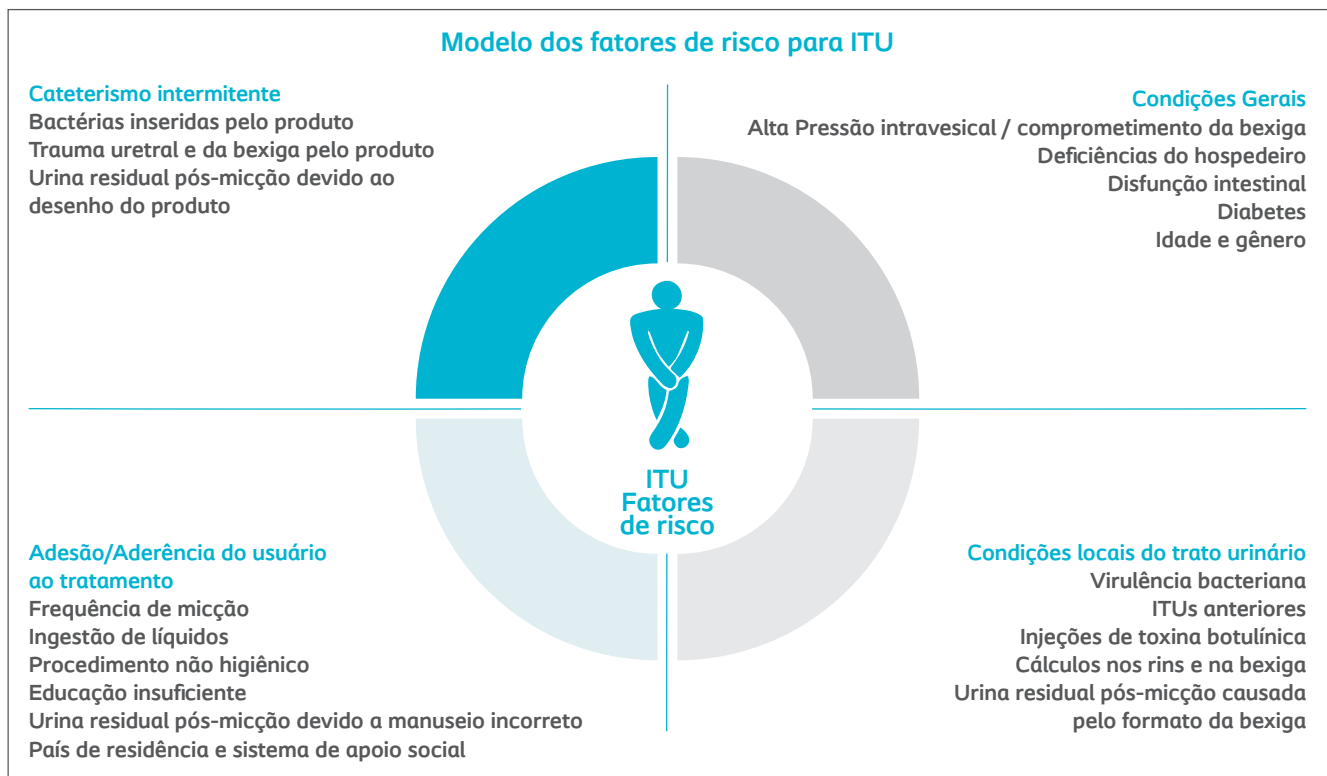 Modelo dos fatores de risco para ITU
Cateterismo intermitente
Bactérias inseridas pelo produto
Trauma uretral e da bexiga pelo produto
Urina residual pós-micção devido ao
desenho do produto
Condições Gerais
Alta Pressão intravesical / comprometimento da bexiga
Deficiências do hospedeiro
Disfunção intestinal
Diabetes
Idade e gênero
ITU
Fatores
de risco
Adesão/Aderência do usuário
ao tratamento
Frequência de micção
Ingestão de líquidos
Procedimento não higiênico
Educação insuficiente
Urina residual pós-micção devido a manuseio incorreto
País de residência e sistema de apoio social
Condições locais do trato urinário
Virulência bacteriana
ITUs anteriores
Injeções de toxina botulínica
Cálculos nos rins e na bexiga
Urina residual pós-micção causada
pelo formato da bexiga